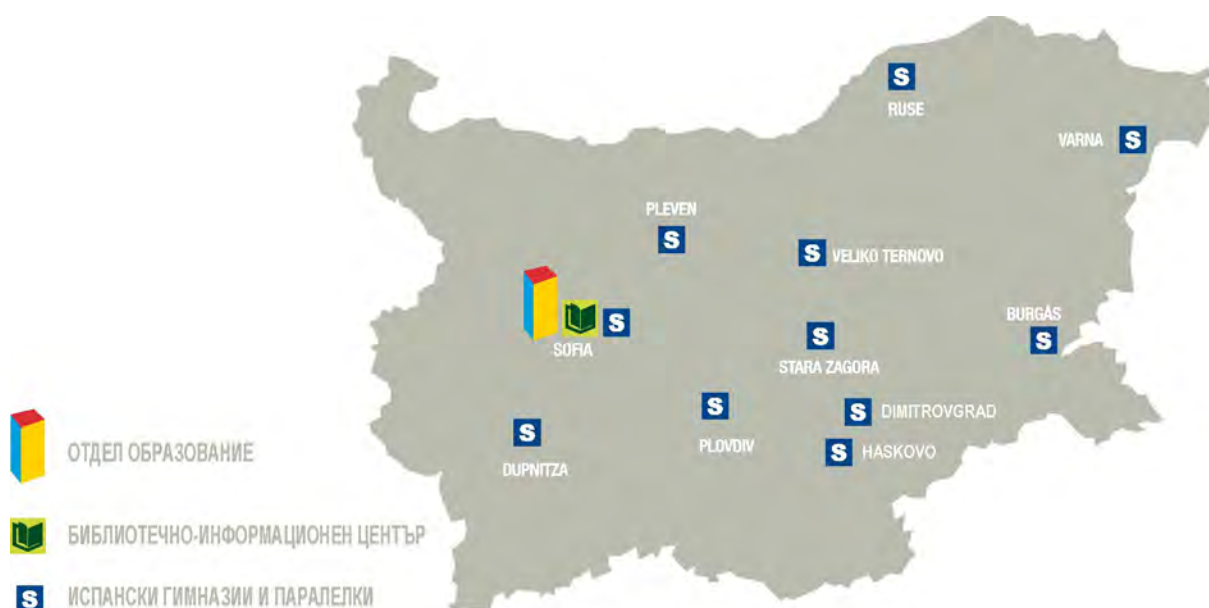 S
RUSE
VARNA S
PLEVEN
S
S VELIKO TERNOVO
S
SOFIA
BURGÁS
S
S
STARA ZAGORA
S
PLOVDIV
S DIMITROVGRAD
S HASKOVO
S
DUPNITZA
ОТДЕЛ ОБРАЗОВАНИЕ
БИБЛИОТЕЧНО-ИНФОРМАЦИОНЕН ЦЕНТЪР
S ИСПАНСКИ ГИМНАЗИИ И ПАРАЛЕЛКИ